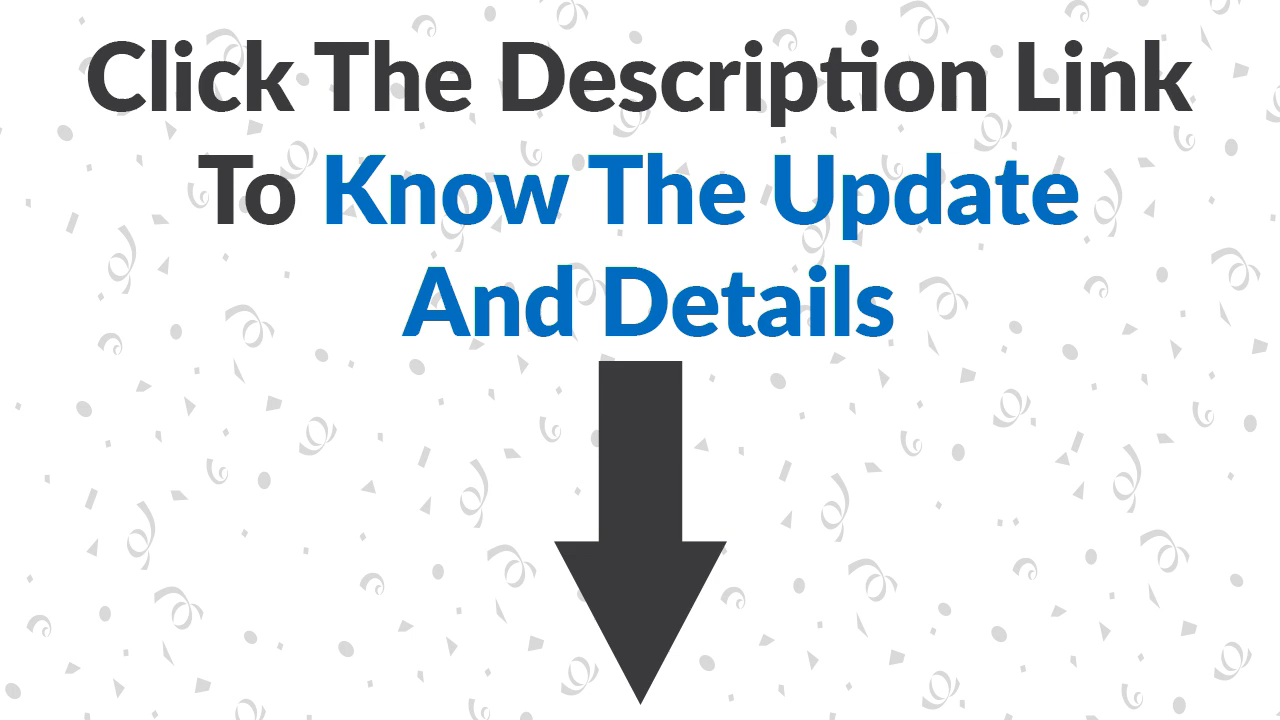 Click The Description Link
To Know The Update
And Details